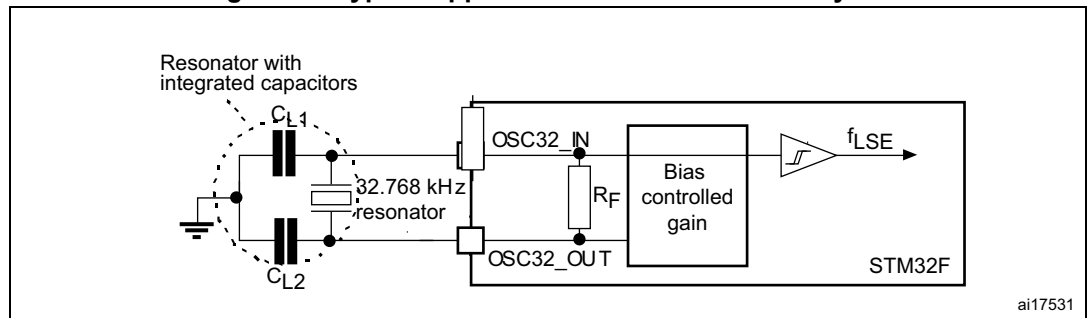 Resonator with
integrated capacitors
CL1
OSC32_IN
fLSE
32.768 kHz
resonator
RF
Bias
controlled
gain
OSC32_OUT
STM32F
CL2
ai17531